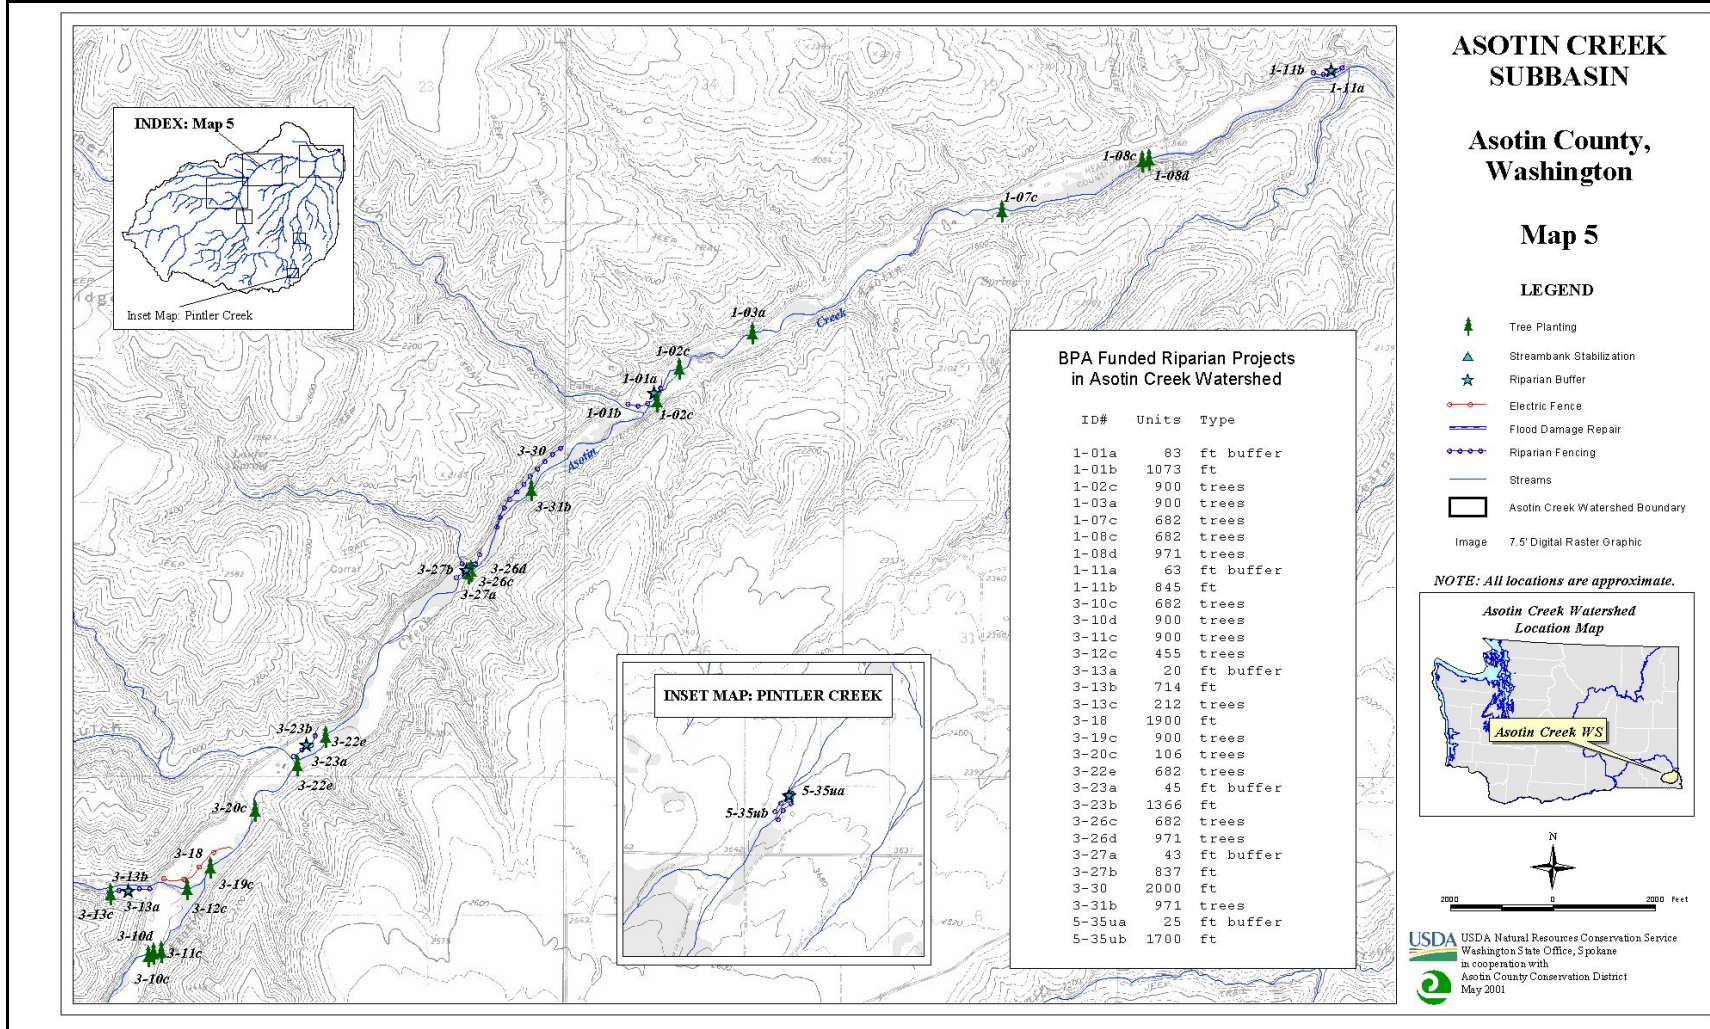 ASOTIN CREEK
SUBBASIN
Asotin County,
Washington
Map 5
LEGEND
Tree Planting
Streambank Stabilization
Riparian Buffer
Electric Fence
Flood Damage Repair
Riparian Fencing
Streams
Asotin Creek Watershed Boundary
Image 7.5' Digital Raster Graphic
NOTE: All locations are approximate.
Asotin Creek Watershed
Location Map
Asotin Creek WS
N
2000 0 2000 Feet
USDA
USDA Natural Resources Conservation Service
Washington State Office, Spokane
in cooperation with
Asotin County Conservation District
May 2001
INDEX: Map 5
Inset Map: Pintler Creek
1-11b
1-11a
1-08c
1-08d
1-07c
1-03a
Creek
1-02c
1-01a
1-01b
1-02c
3-30
Asotin
3-31b
3-27b
3-26d
3-26c
3-27a
Creek
3-23b
3-22e
3-23a
3-22e
3-20c
3-18
3-19c
3-13b
3-13c
3-13a
3-12c
3-10d
3-11c
3-10c
JEEP
TRAIL
Spring
Corral
INSET MAP: PINTLER CREEK
5-35ua
5-35ub
BPA Funded Riparian Projects
in Asotin Creek Watershed
ID# Units Type
1-01a 83 ft buffer
1-01b 1073 ft
1-02c 900 trees
1-03a 900 trees
1-07c 682 trees
1-08c 682 trees
1-08d 971 trees
1-11a 63 ft buffer
1-11b 845 ft
3-10c 682 trees
3-10d 900 trees
3-11c 900 trees
3-12c 455 trees
3-13a 20 ft buffer
3-13b 714 ft
3-13c 212 trees
3-18 1900 ft
3-19c 900 trees
3-20c 106 trees
3-22e 682 trees
3-23a 45 ft buffer
3-23b 1366 ft
3-26c 682 trees
3-26d 971 trees
3-27a 43 ft buffer
3-27b 837 ft
3-30 2000 ft
3-31b 971 trees
5-35ua 25 ft buffer
5-35ub 1700 ft